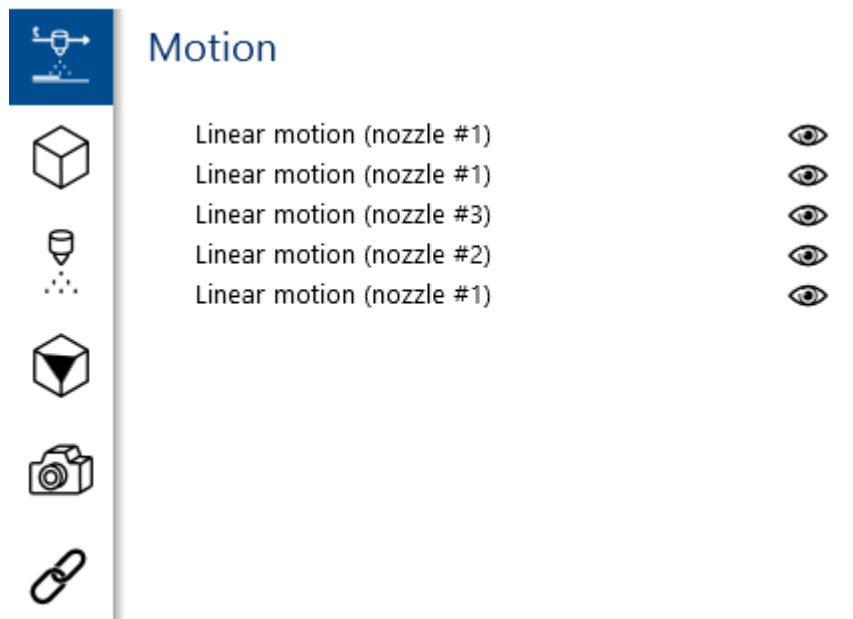 Motion
Linear motion (nozzle #1)
Linear motion (nozzle #1)
Linear motion (nozzle #3)
Linear motion (nozzle #2)
Linear motion (nozzle #1)